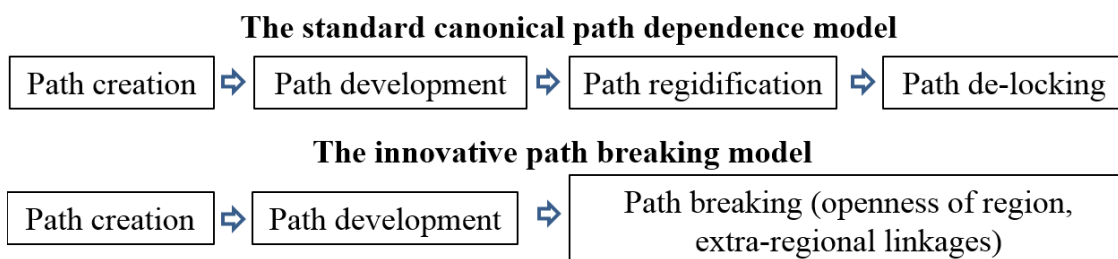 The standard canonical path dependence model
Path creation Path development Path regidification Path de-locking
The innovative path breaking model
Path creation Path development Path breaking (openness of region,
extra-regional linkages)